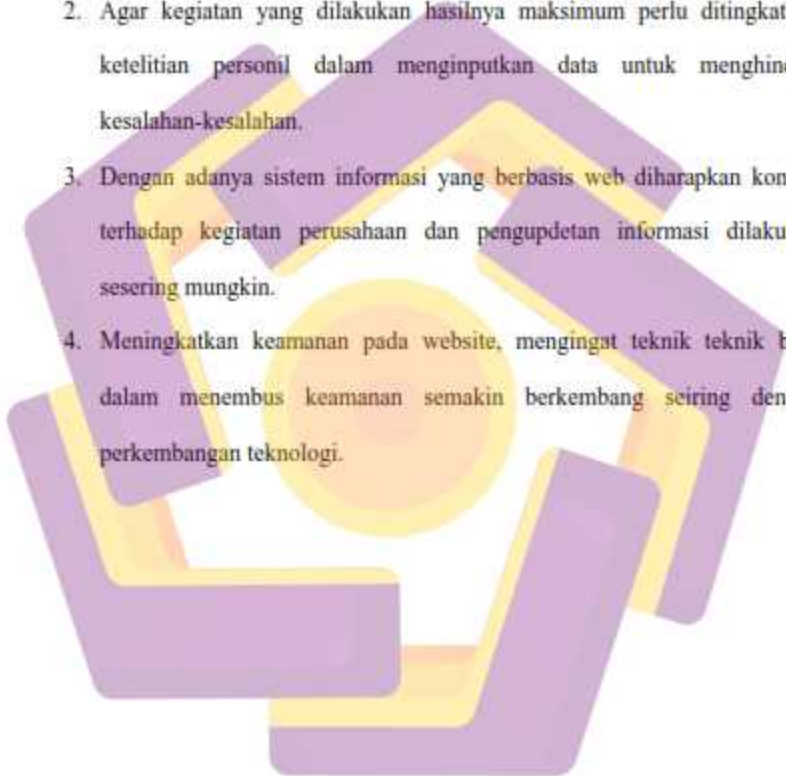 2. Agar kegiatan yang dilakukan hasilnya maksimum perlu ditingkat
ketelitian personil dalam menginputkan data untuk menghin
kesalahan-kesalahan.
3. Dengan adanya sistem informasi yang berbasis web diharapkan kon
terhadap kegiatan perusahaan dan pengupdetan informasi dilaku
sesering mungkin.
4. Meningkatkan keamanan pada website, mengingat teknik teknik b
dalam menembus keamanan semakin berkembang seiring den
perkembangan teknologi.